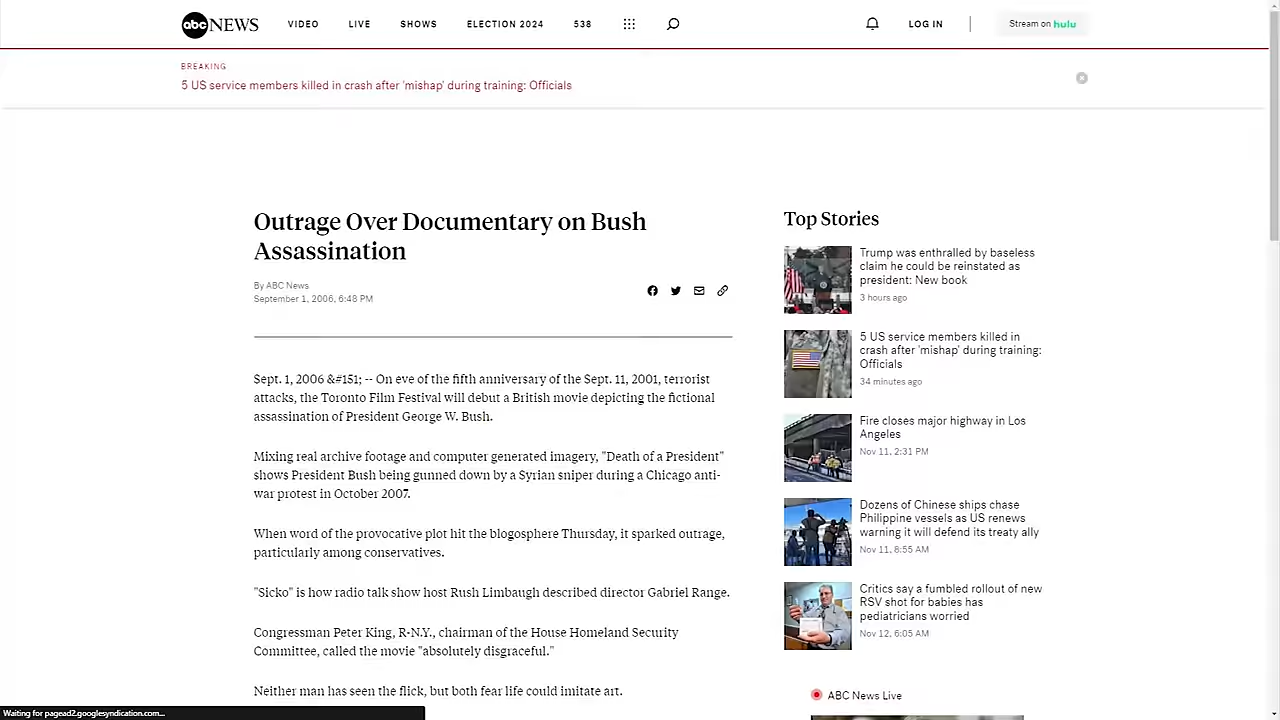 abc NEWS VIDEO LIVE SHOWS ELECTION 2024 538 LOG IN Stream on hulu
BREAKING
5 US service members killed in crash after 'mishap' during training: Officials
Outrage Over Documentary on Bush
Assassination
By ABC News
September 1, 2006, 6:48 PM
Sept. 1, 2006 &#151; -- On eve of the fifth anniversary of the Sept. 11, 2001, terrorist
attacks, the Toronto Film Festival will debut a British movie depicting the fictional
assassination of President George W. Bush.
Mixing real archive footage and computer generated imagery, "Death of a President"
shows President Bush being gunned down by a Syrian sniper during a Chicago anti-
war protest in October 2007.
When word of the provocative plot hit the blogosphere Thursday, it sparked outrage,
particularly among conservatives.
"Sicko" is how radio talk show host Rush Limbaugh described director Gabriel Range.
Congressman Peter King, R-N.Y., chairman of the House Homeland Security
Committee, called the movie "absolutely disgraceful."
Neither man has seen the flick, but both fear life could imitate art.
Top Stories
Trump was enthralled by baseless
claim he could be reinstated as
president: New book
3 hours ago
5 US service members killed in
crash after 'mishap' during training:
Officials
34 minutes ago
Fire closes major highway in Los
Angeles
Nov 11, 2:31 PM
Dozens of Chinese ships chase
Philippine vessels as US renews
warning it will defend its treaty ally
Nov 11, 8:55 AM
Critics say a fumbled rollout of new
RSV shot for babies has
pediatricians worried
Nov 12, 6:05 AM
ABC News Live
Waiting for pagead2.googlesyndication.com...